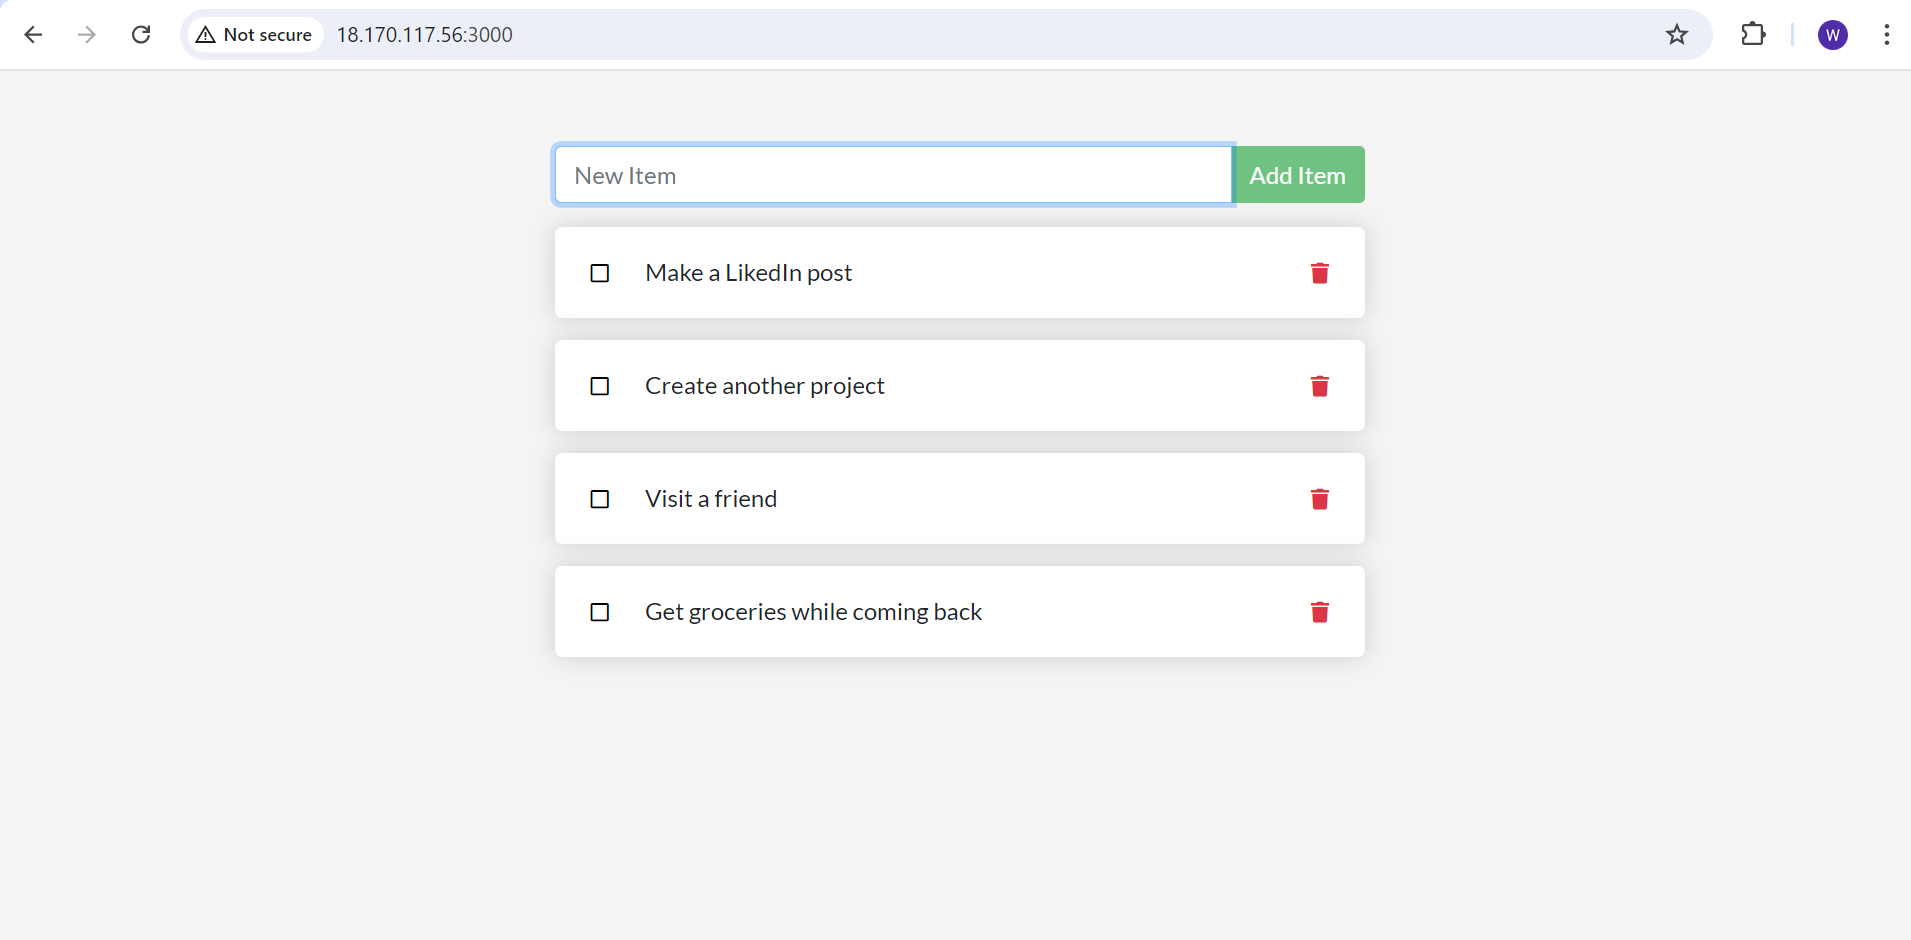 Not secure 18.170.117.56:3000
W
New Item
Add Item
Make a LikedIn post
Create another project
Visit a friend
Get groceries while coming back